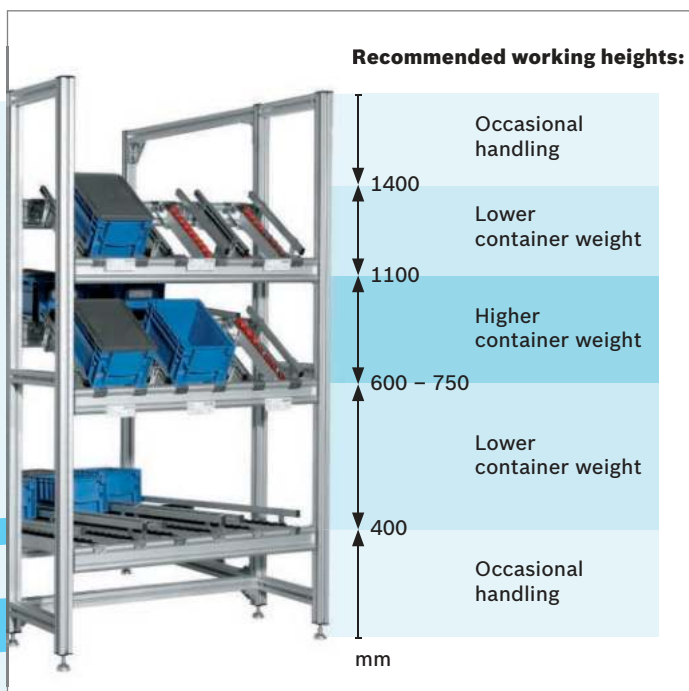 Recommended working heights:
Occasional
handling
1400
Lower
container weight
1100
Higher
container weight
600 – 750
Lower
container weight
400
Occasional
handling
mm